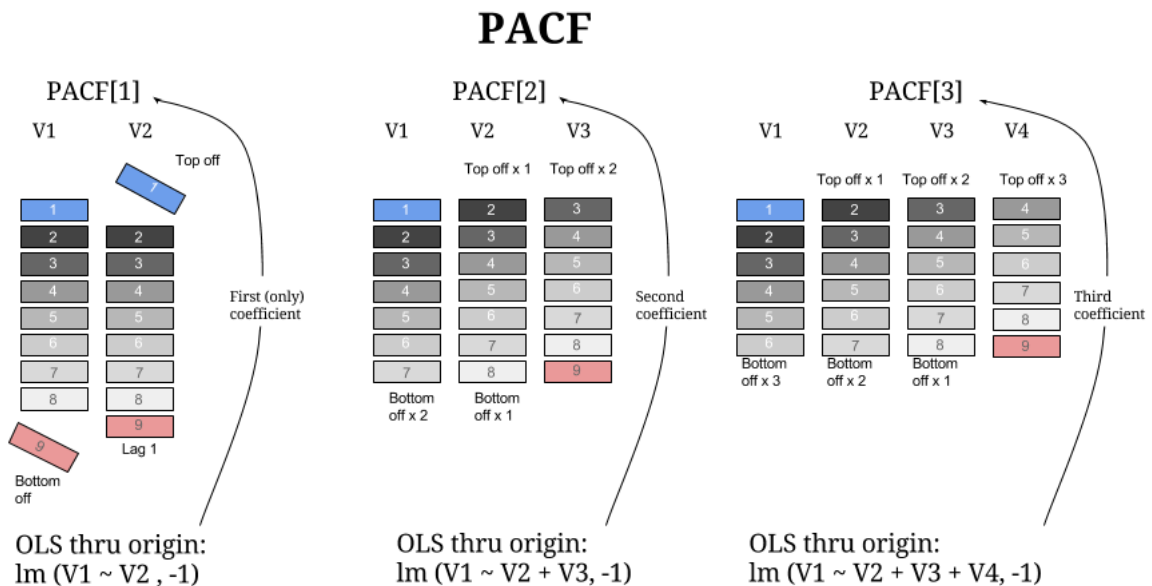 PACF
PACF[1]
V1 V2
Top off
1
1
2 2
3 3
4 4
5 5
6 6
7 7
8 8
9
9
Lag 1
Bottom
off
First (only)
coefficient
OLS thru origin:
lm (V1 ~ V2 , -1)
PACF[2]
V1 V2 V3
Top off x 1 Top off x 2
1 2 3
2 3 4
3 4 5
4 5 6
5 6 7
6 7 8
7 8 9
Bottom
off x 2
Bottom
off x 1
Second
coefficient
OLS thru origin:
lm (V1 ~ V2 + V3, -1)
PACF[3]
V1 V2 V3 V4
Top off x 1 Top off x 2 Top off x 3
1 2 3 4
2 3 4 5
3 4 5 6
4 5 6 7
5 6 7 8
6 7 8 9
Bottom
off x 3
Bottom
off x 2
Bottom
off x 1
Third
coefficient
OLS thru origin:
lm (V1 ~ V2 + V3 + V4, -1)